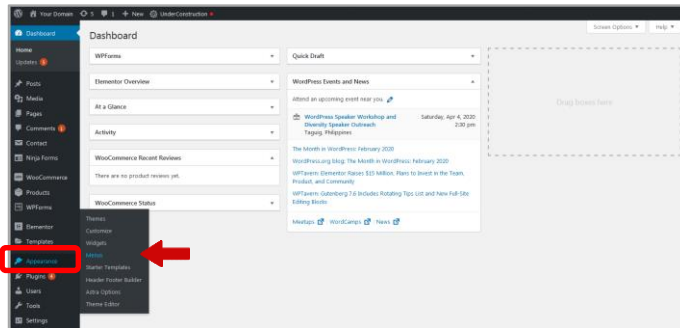 Your Domain 5 1 + New UnderConstruction
Screen Options Help
Dashboard
Home
Updates
Posts
Media
Pages
Comments
Contact
Ninja Forms
WooCommerce
Products
WPForms
Elementor
Templates
Appearance
Plugins
Users
Tools
Settings
Themes
Customize
Widgets
Menus
Starter Templates
Header Footer Builder
Astra Options
Theme Editor
Dashboard
WPForms
Elementor Overview
At a Glance
Activity
WooCommerce Recent Reviews
There are no product reviews yet.
WooCommerce Status
Quick Draft
WordPress Events and News
Attend an upcoming event near you.
WordPress Speaker Workshop and Saturday, Apr 4, 2020
Diversity Speaker Outreach 2:30 pm
Taguig, Philippines
The Month in WordPress: February 2020
WordPress.org blog: The Month in WordPress: February 2020
WPTavern: Elementor Raises $15 Million, Plans to Invest in the Team,
Product, and Community
WPTavern: Gutenberg 7.6 Includes Rotating Tips List and New Full-Site
Editing Blocks
Meetups WordCamps News
Drag boxes here